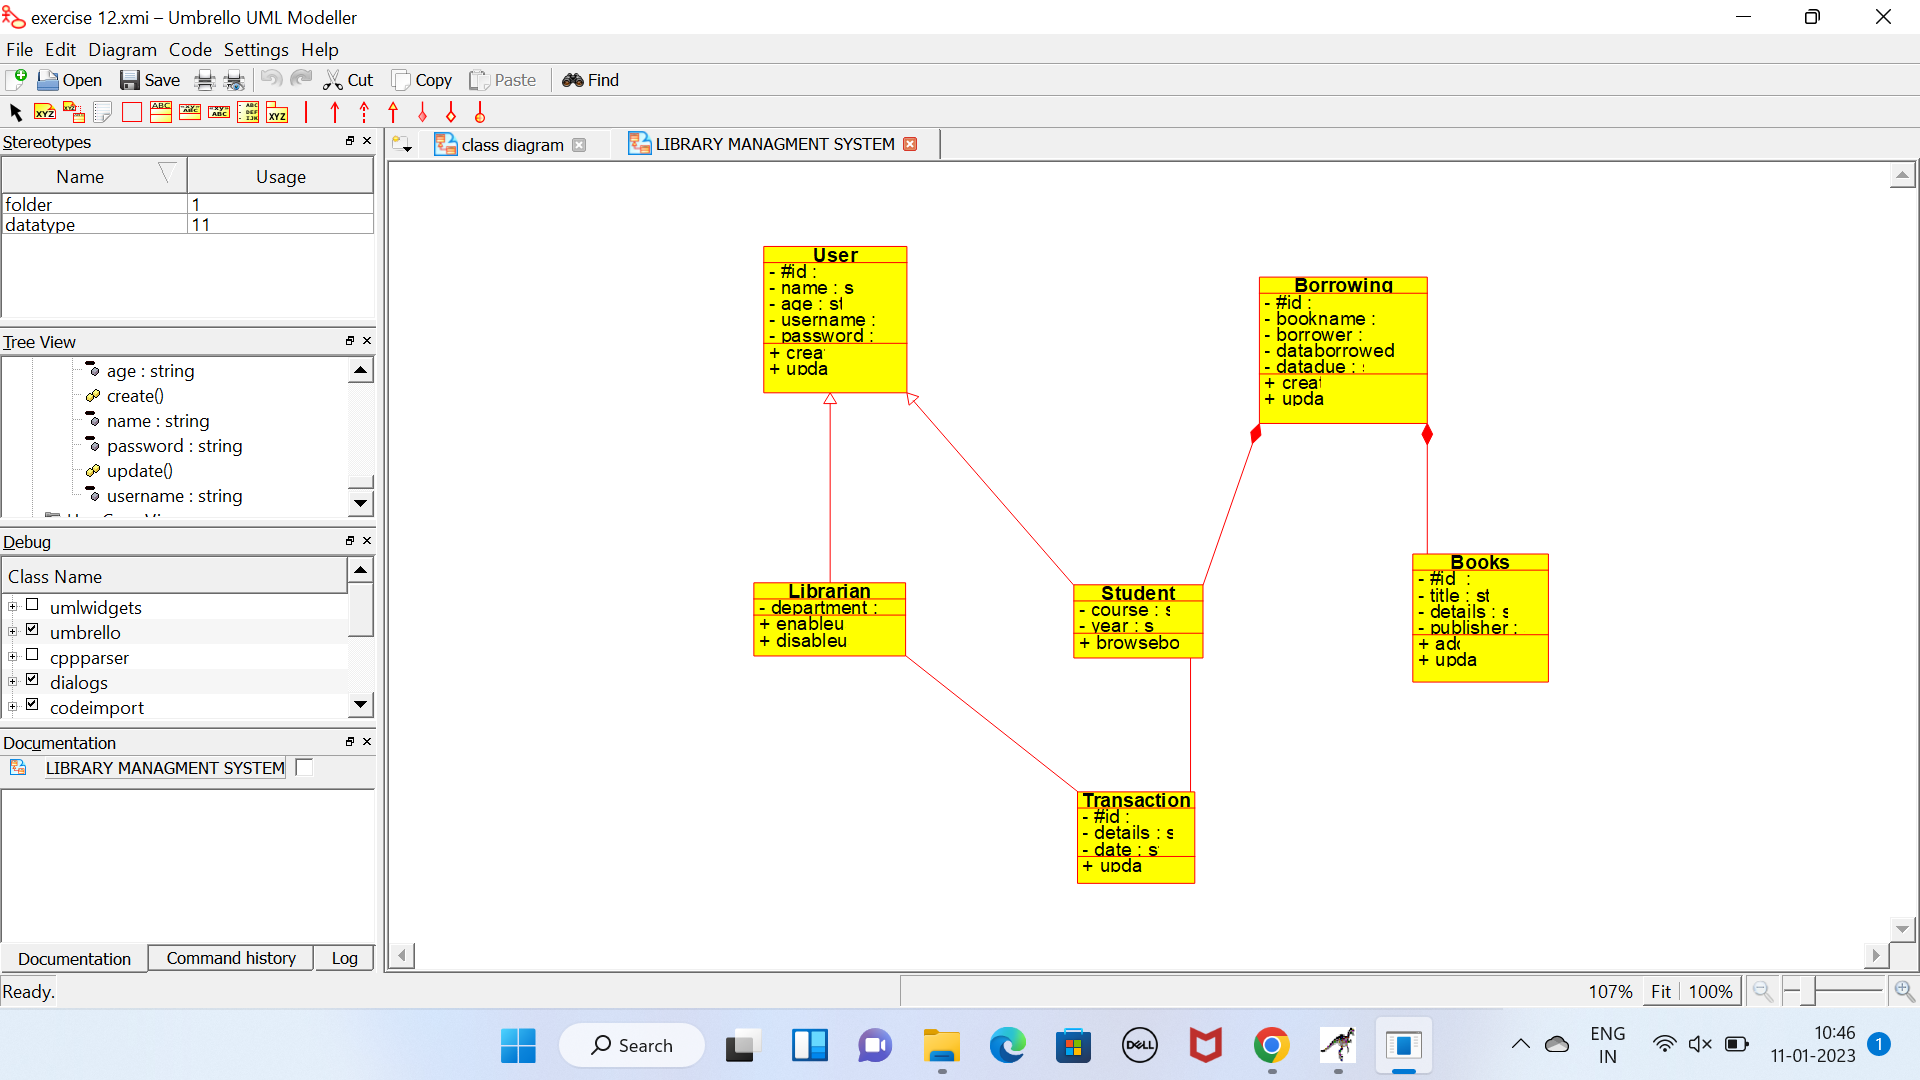 exercise 12.xmi – Umbrello UML Modeller
File Edit Diagram Code Settings Help
Open Save Cut Copy Paste Find
Stereotypes
Name Usage
folder 1
datatype 11
Tree View
age : string
create()
name : string
password : string
update()
username : string
Debug
Class Name
umlwidgets
umbrello
cppparser
dialogs
codeimport
Documentation
LIBRARY MANAGMENT SYSTEM
Documentation Command history Log
class diagram
LIBRARY MANAGMENT SYSTEM
User
- #id :
- name : s
- age : st
- username :
- password :
+ crea
+ upda
Borrowing
- #id :
- bookname :
- borrower :
- databorrowed
- datadue :
+ creat
+ upda
Librarian
- department :
+ enableu
+ disableu
Student
- course : s
- year : s
+ browsebo
Books
- #id :
- title : st
- details : s
- publisher :
+ add
+ upda
Transaction
- #id :
- details : s
- date : s
+ upda
Ready.
107% Fit 100%
Search
DELL
ENG
IN
10:46
11-01-2023
1